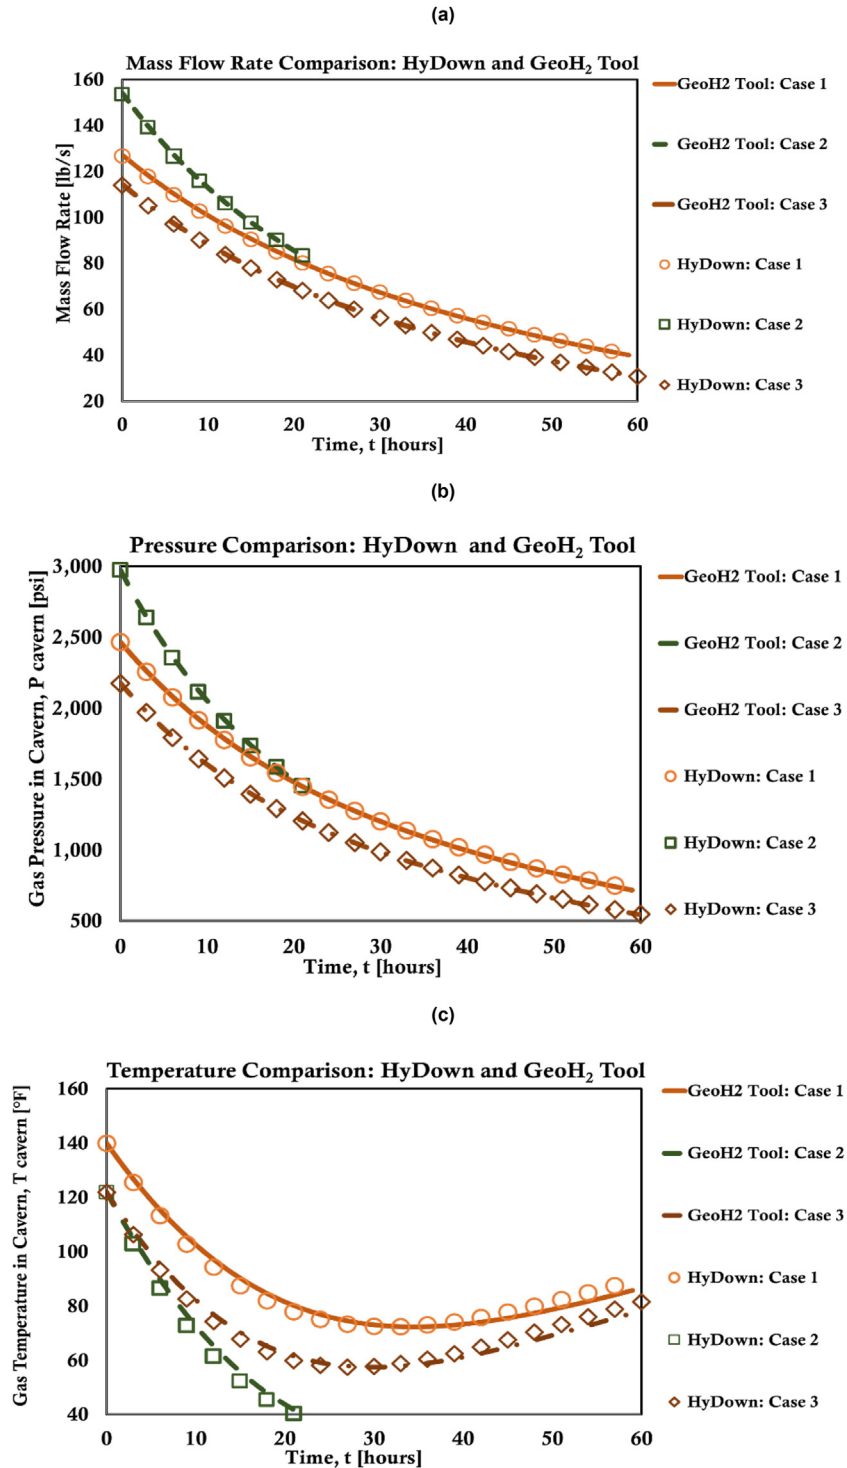 (a)
Mass Flow Rate Comparison: HyDown and GeoH₂ Tool
Mass Flow Rate [lb/s]
160
140
120
100
80
60
40
20
0 10 20 30 40 50 60
Time, t [hours]
GeoH2 Tool: Case 1
GeoH2 Tool: Case 2
GeoH2 Tool: Case 3
HyDown: Case 1
HyDown: Case 2
HyDown: Case 3
(b)
Pressure Comparison: HyDown and GeoH₂ Tool
Gas Pressure in Cavern, P cavern [psi]
3,000
2,500
2,000
1,500
1,000
500
0 10 20 30 40 50 60
Time, t [hours]
GeoH2 Tool: Case 1
GeoH2 Tool: Case 2
GeoH2 Tool: Case 3
HyDown: Case 1
HyDown: Case 2
HyDown: Case 3
(c)
Temperature Comparison: HyDown and GeoH₂ Tool
Gas Temperature in Cavern, T cavern [°F]
160
140
120
100
80
60
40
0 10 20 30 40 50 60
Time, t [hours]
GeoH2 Tool: Case 1
GeoH2 Tool: Case 2
GeoH2 Tool: Case 3
HyDown: Case 1
HyDown: Case 2
HyDown: Case 3